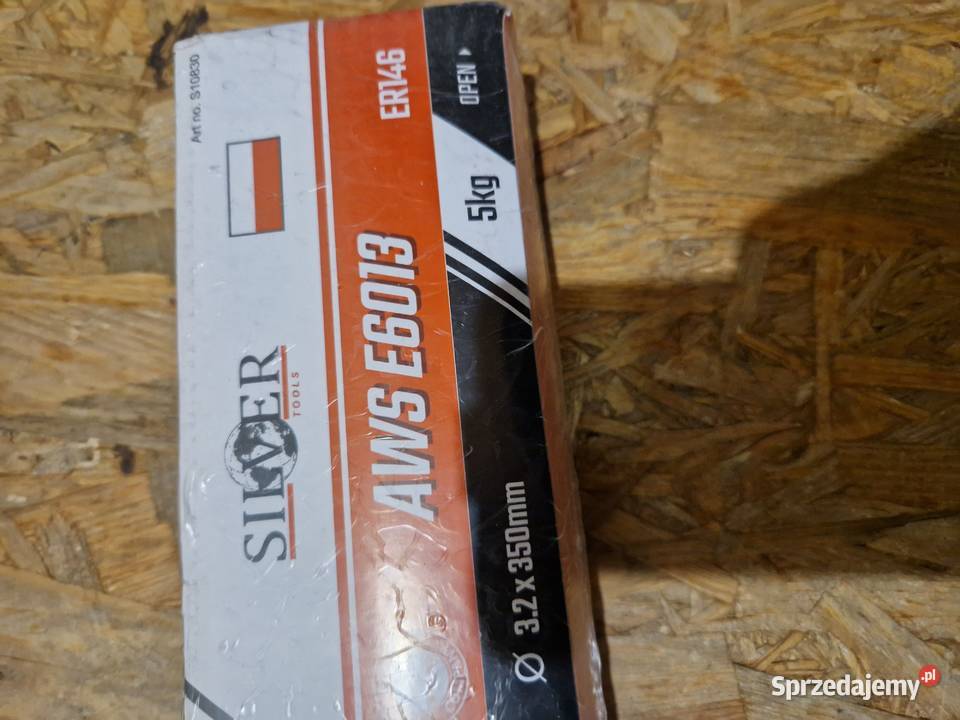 Art no. S10830
SILVER
TOOLS
AWS E6013
ER146
Ø 3.2 x 350mm
5kg
OPEN
Sprzedajemy.pl